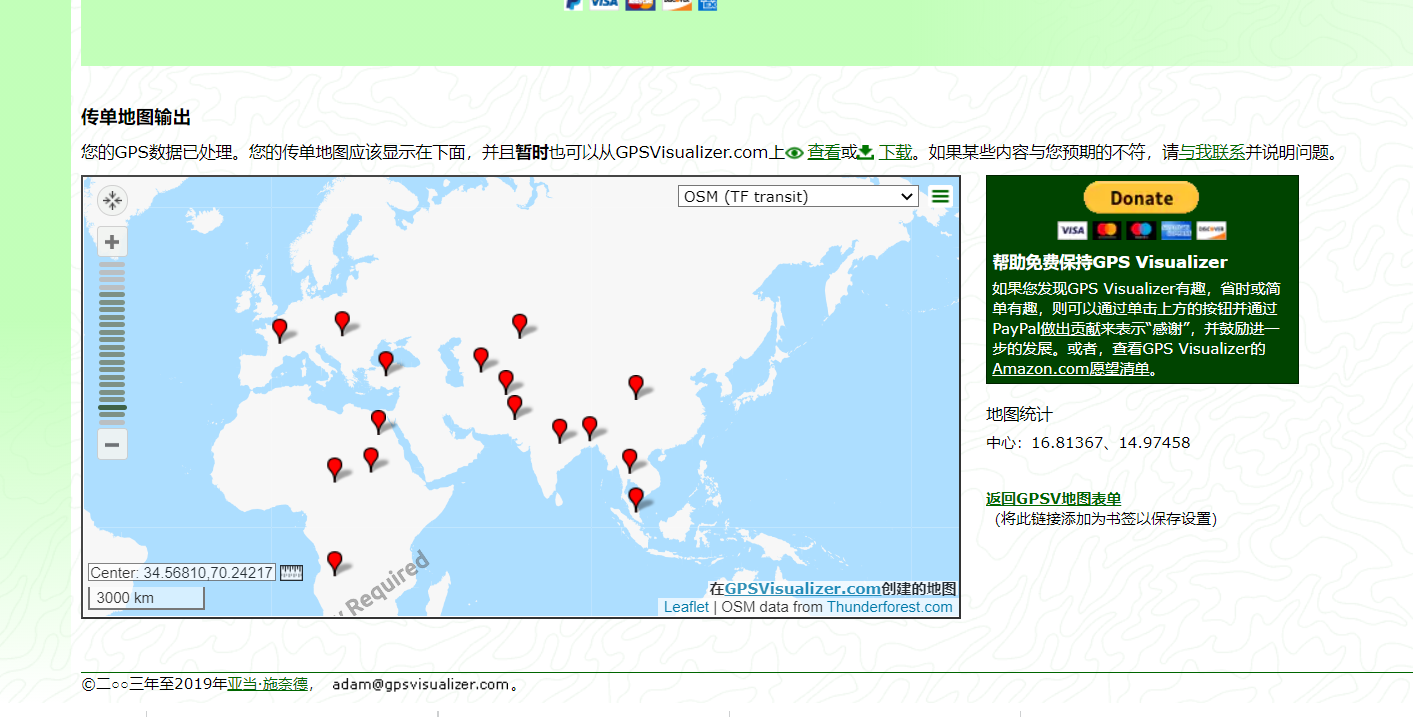 VISA
传单地图输出
您的GPS数据已处理。您的传单地图应该显示在下面，并且暂时也可以从GPSVisualizer.com上 查看或 下载。如果某些内容与您预期的不符，请与我联系并说明问题。
OSM (TF transit)
Center: 34.56810,70.24217
3000 km
y Required
在GPSVisualizer.com创建的地图
Leaflet | OSM data from Thunderforest.com
Donate
VISA DISCOVER
帮助免费保持GPS Visualizer
如果您发现GPS Visualizer有趣，省时或简
单有趣，则可以通过单击上方的按钮并通过
PayPal做出贡献来表示“感谢”，并鼓励进一
步的发展。或者，查看GPS Visualizer的
Amazon.com愿望清单。
地图统计
中心：16.81367、14.97458
返回GPSV地图表单
（将此链接添加为书签以保存设置）
©二○○三年至2019年亚当·施奈德， adam@gpsvisualizer.com。